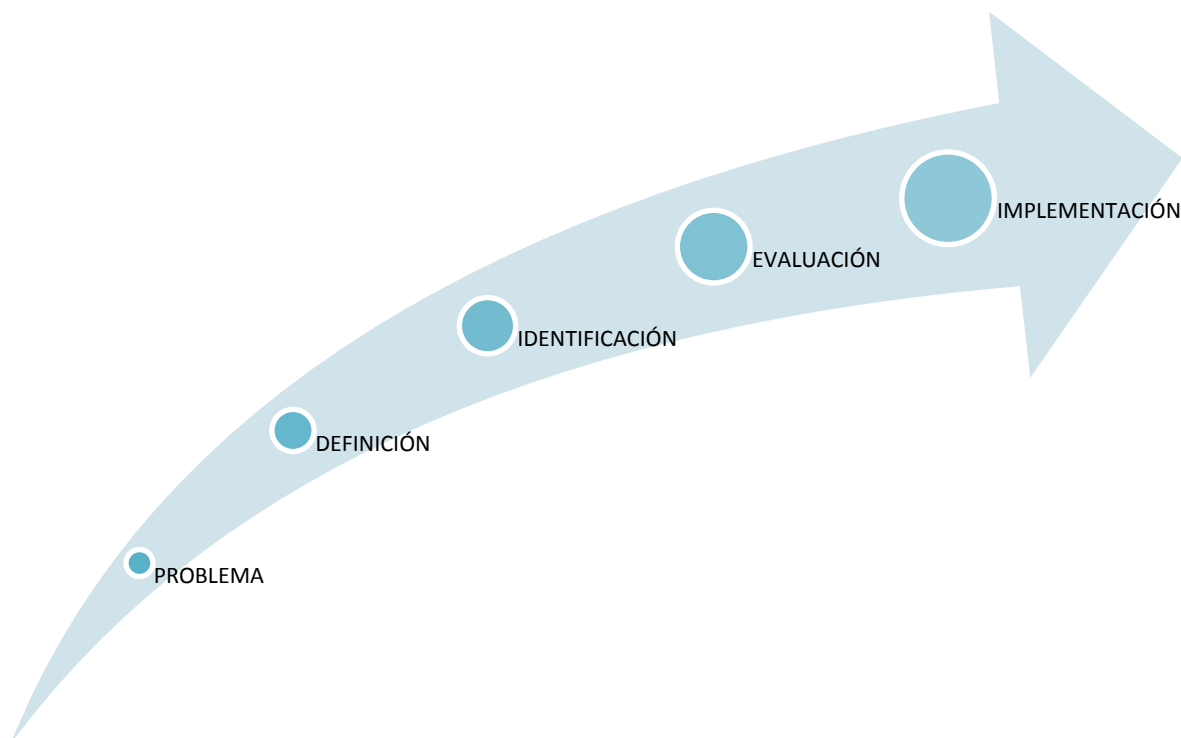 IMPLEMENTACIÓN
EVALUACIÓN
IDENTIFICACIÓN
DEFINICIÓN
PROBLEMA